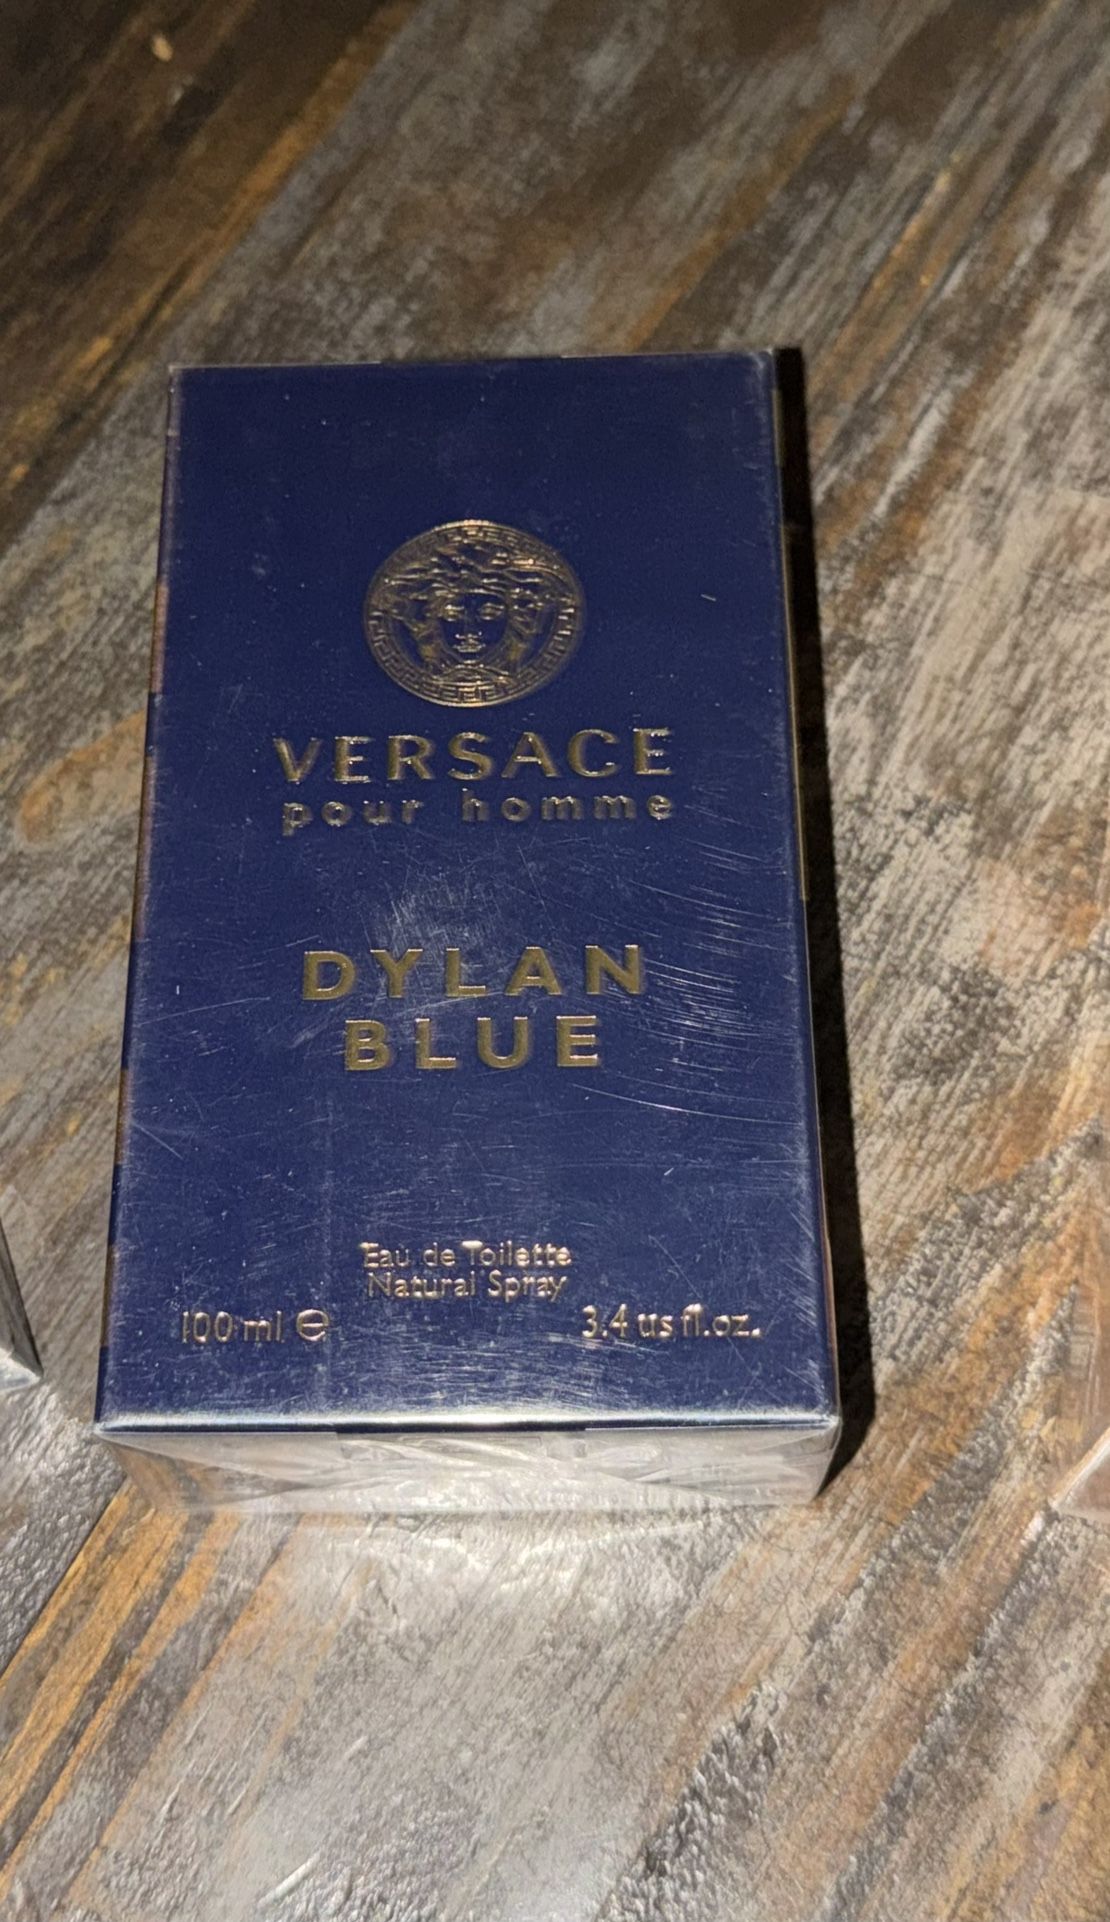 VERSACE
pour homme
DYLAN
BLUE
Eau de Toilette
Natural Spray
100 ml ℮
3.4 us fl.oz.